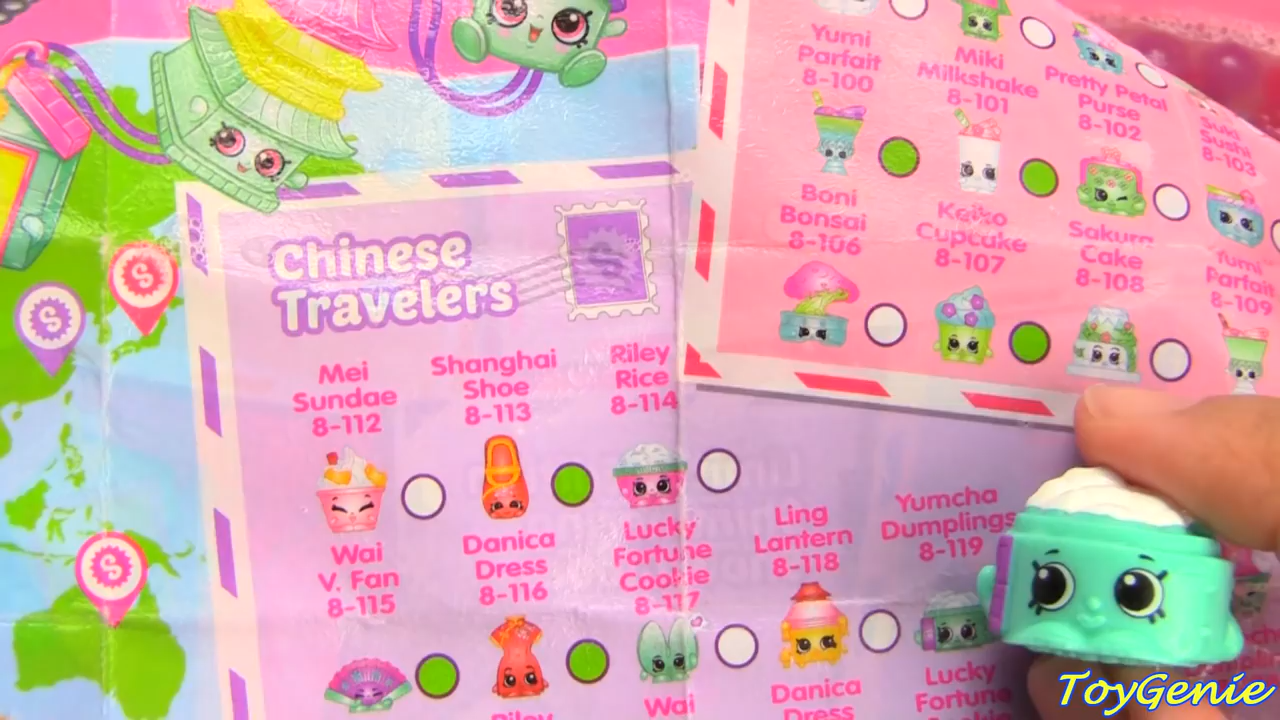 Yumi
Parfait
8-100
Miki
Milkshake
8-101
Pretty Petal
Purse
8-102
Suki
Sushi
8-103
Boni
Bonsai
8-106
Keiko
Cupcake
8-107
Sakura
Cake
8-108
Yumi
Parfait
8-109
Chinese
Travelers
Mei
Sundae
8-112
Shanghai
Shoe
8-113
Riley
Rice
8-114
Wai
V. Fan
8-115
Danica
Dress
8-116
Lucky
Fortune
Cookie
8-117
Ling
Lantern
8-118
Yumcha
Dumplings
8-119
Riley
Wai
Danica
Dress
Lucky
Fortune
ToyGenie